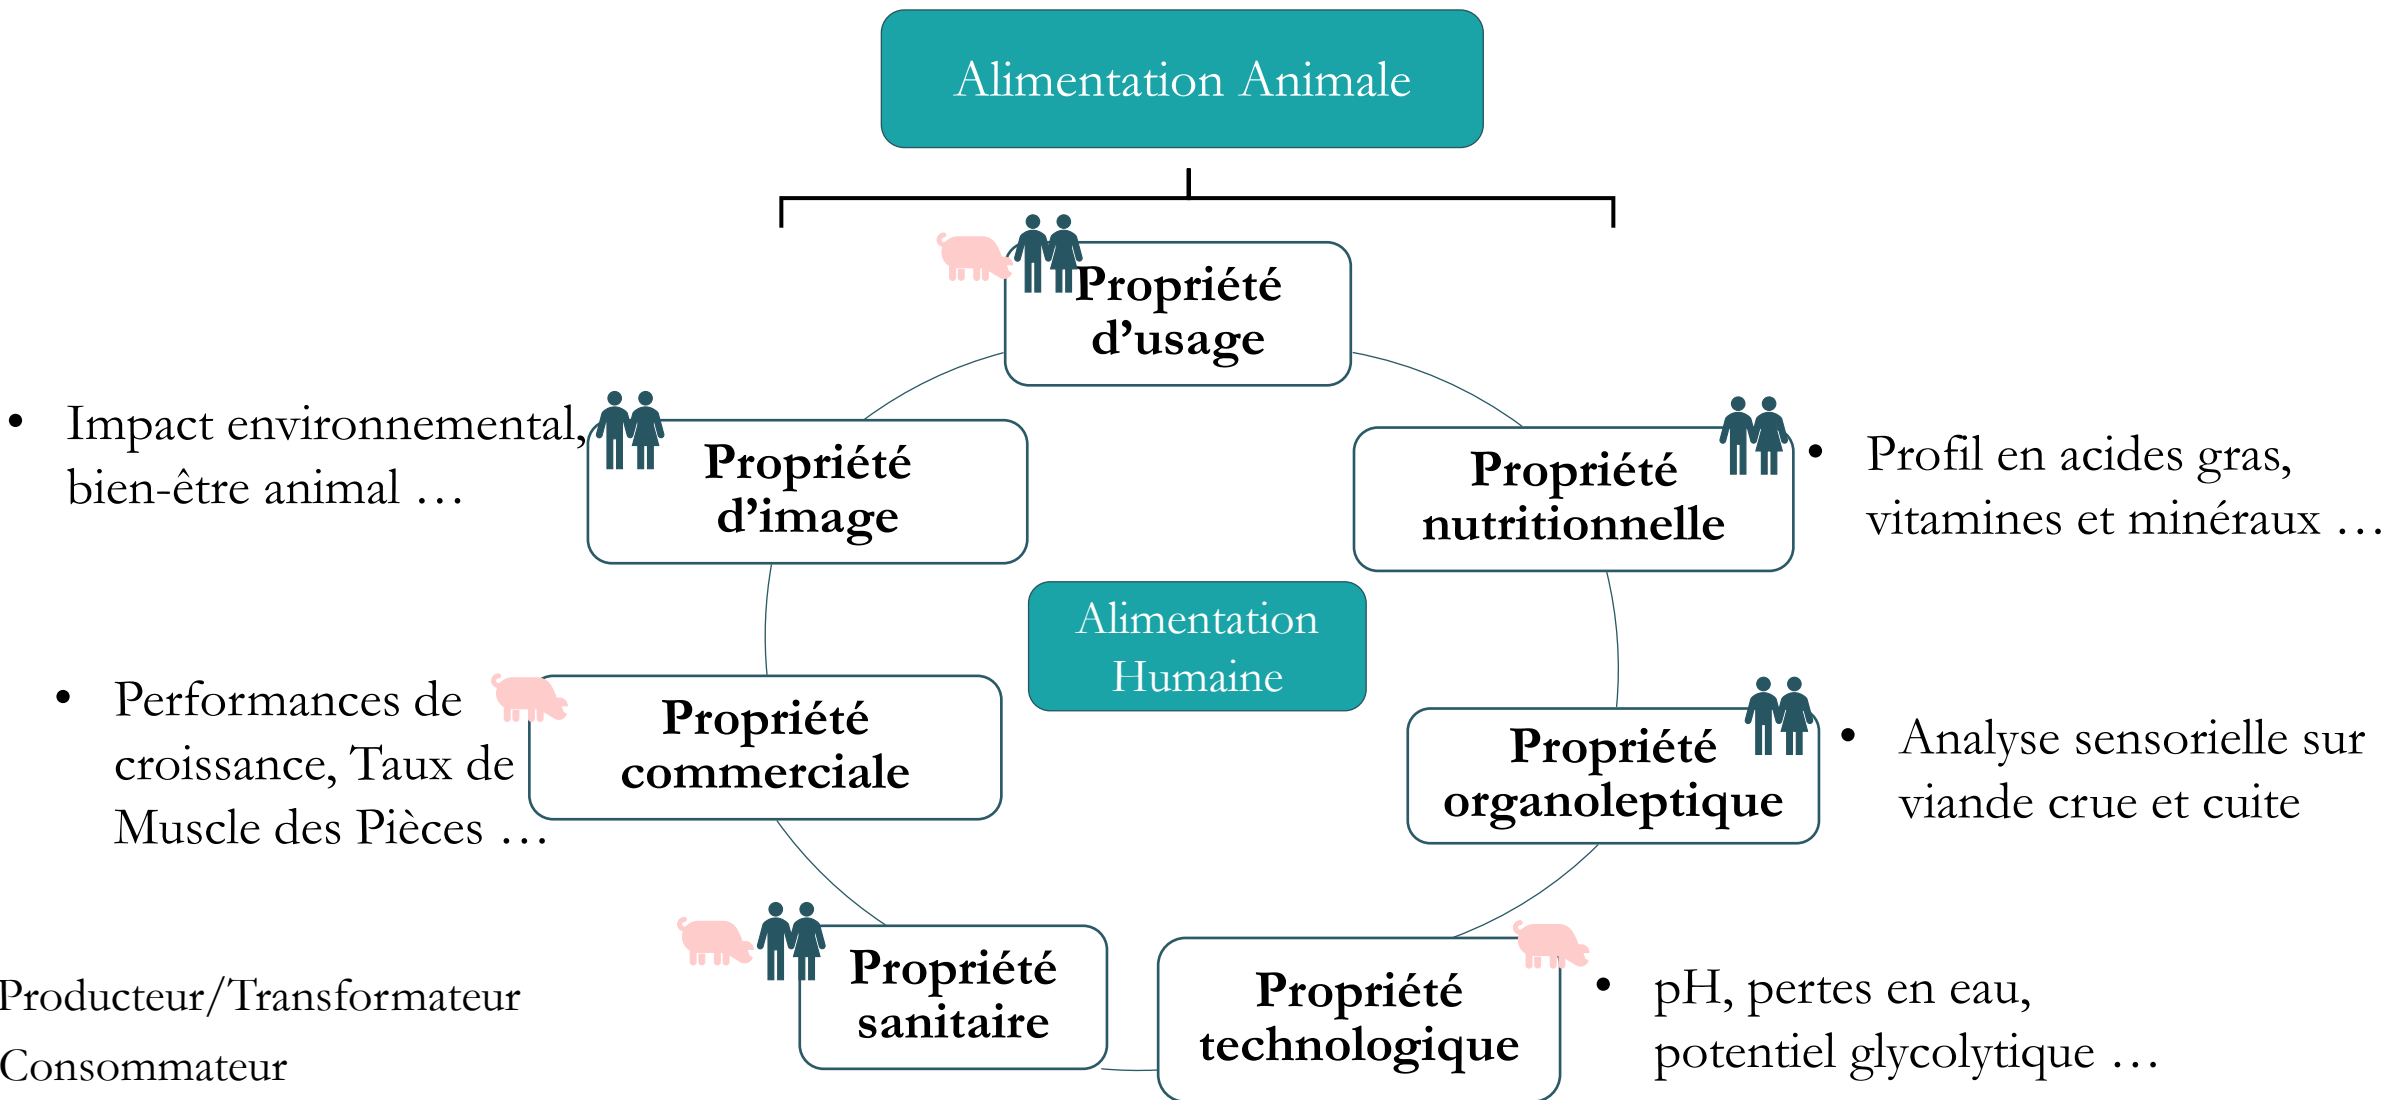 Alimentation Animale
Propriété
d’usage
• Impact environnemental,
bien-être animal …
Propriété
d’image
Propriété
nutritionnelle
• Profil en acides gras,
vitamines et minéraux …
Alimentation
Humaine
• Performances de
croissance, Taux de
Muscle des Pièces …
Propriété
commerciale
Propriété
organoleptique
• Analyse sensorielle sur
viande crue et cuite
Propriété
sanitaire
Propriété
technologique
• pH, pertes en eau,
potentiel glycolytique …
Producteur/Transformateur
Consommateur